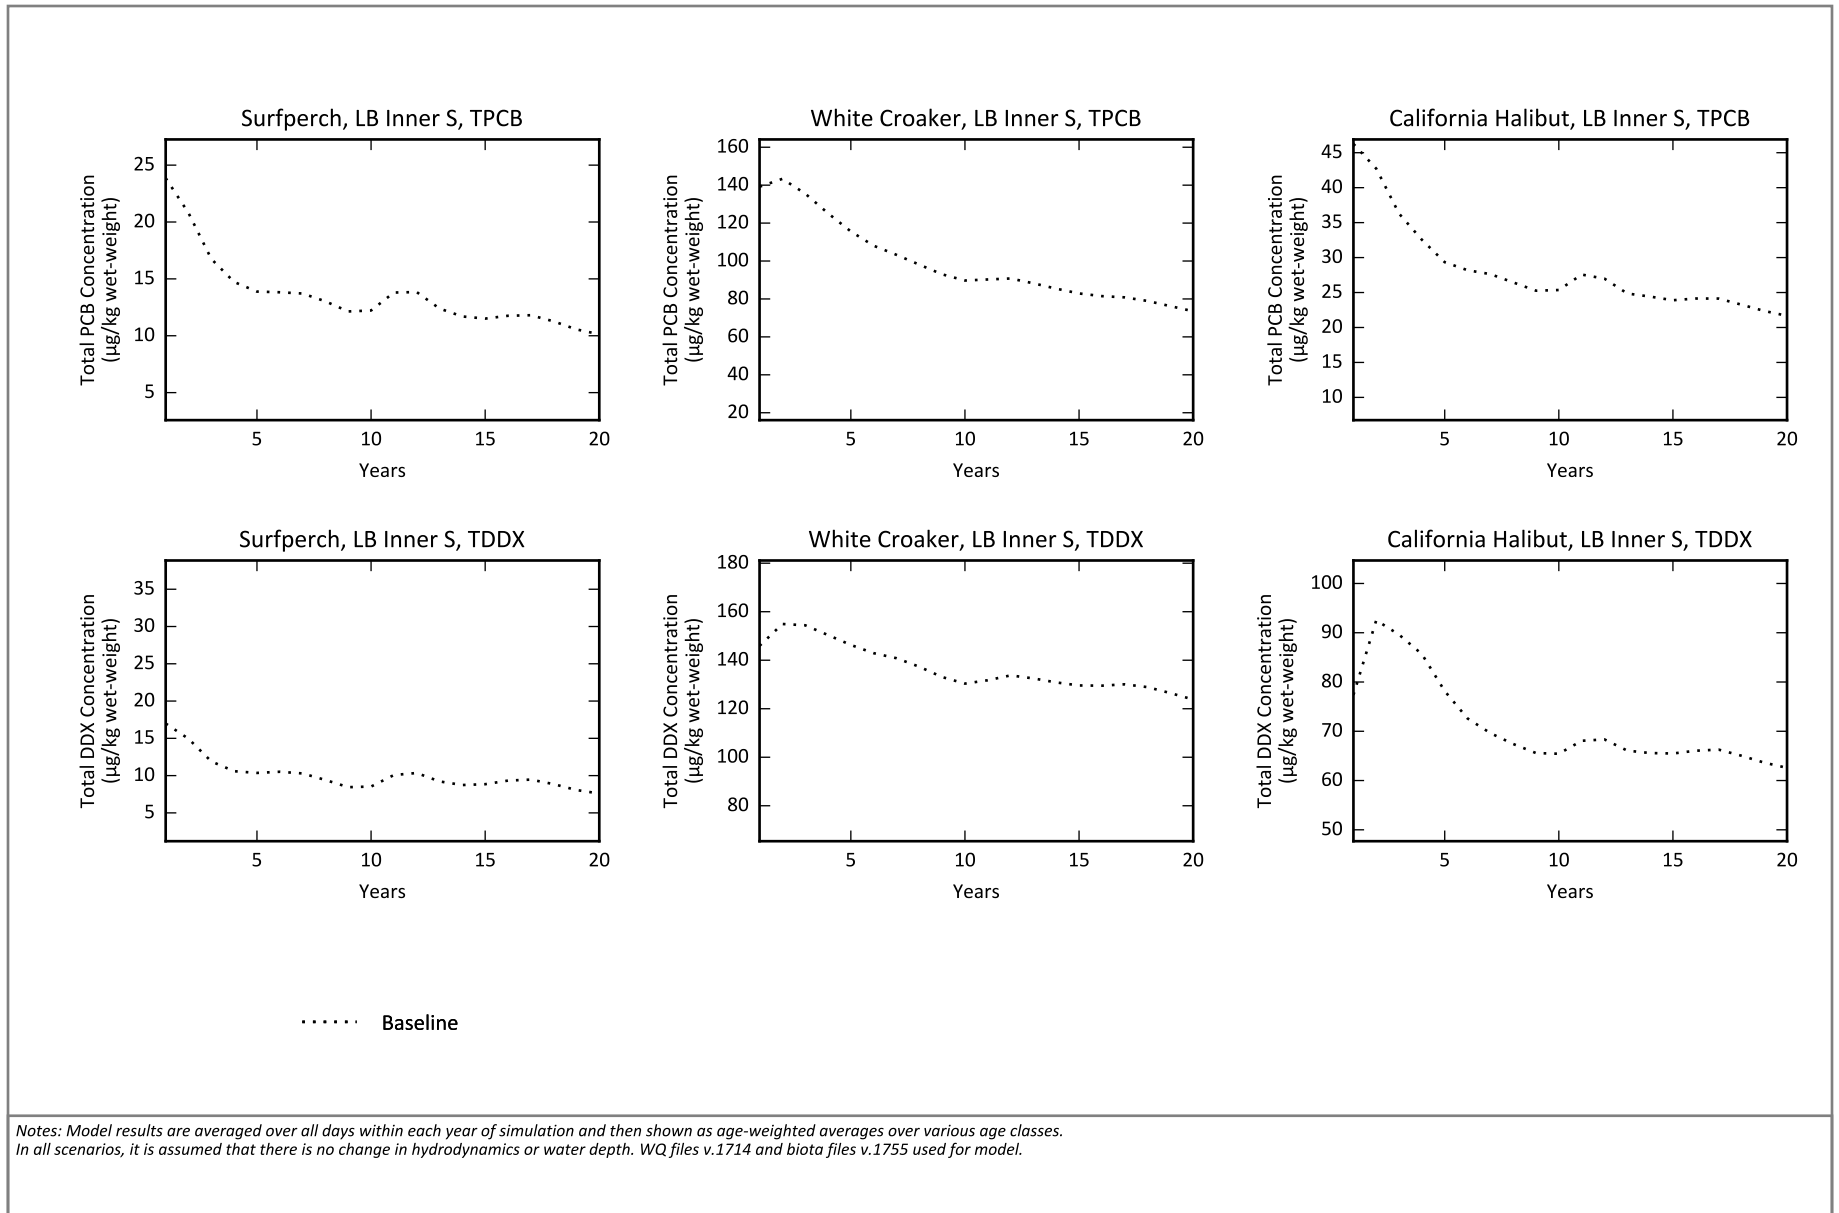 Surfperch, LB Inner S, TPCB
Total PCB Concentration
(µg/kg wet-weight)
25
20
15
10
5
5 10 15 20
Years
White Croaker, LB Inner S, TPCB
Total PCB Concentration
(µg/kg wet-weight)
160
140
120
100
80
60
40
20
5 10 15 20
Years
California Halibut, LB Inner S, TPCB
Total PCB Concentration
(µg/kg wet-weight)
45
40
35
30
25
20
15
10
5 10 15 20
Years
Surfperch, LB Inner S, TDDX
Total DDX Concentration
(µg/kg wet-weight)
35
30
25
20
15
10
5
5 10 15 20
Years
White Croaker, LB Inner S, TDDX
Total DDX Concentration
(µg/kg wet-weight)
180
160
140
120
100
80
5 10 15 20
Years
California Halibut, LB Inner S, TDDX
Total DDX Concentration
(µg/kg wet-weight)
100
90
80
70
60
50
5 10 15 20
Years
Baseline
Notes: Model results are averaged over all days within each year of simulation and then shown as age-weighted averages over various age classes.
In all scenarios, it is assumed that there is no change in hydrodynamics or water depth. WQ files v.1714 and biota files v.1755 used for model.